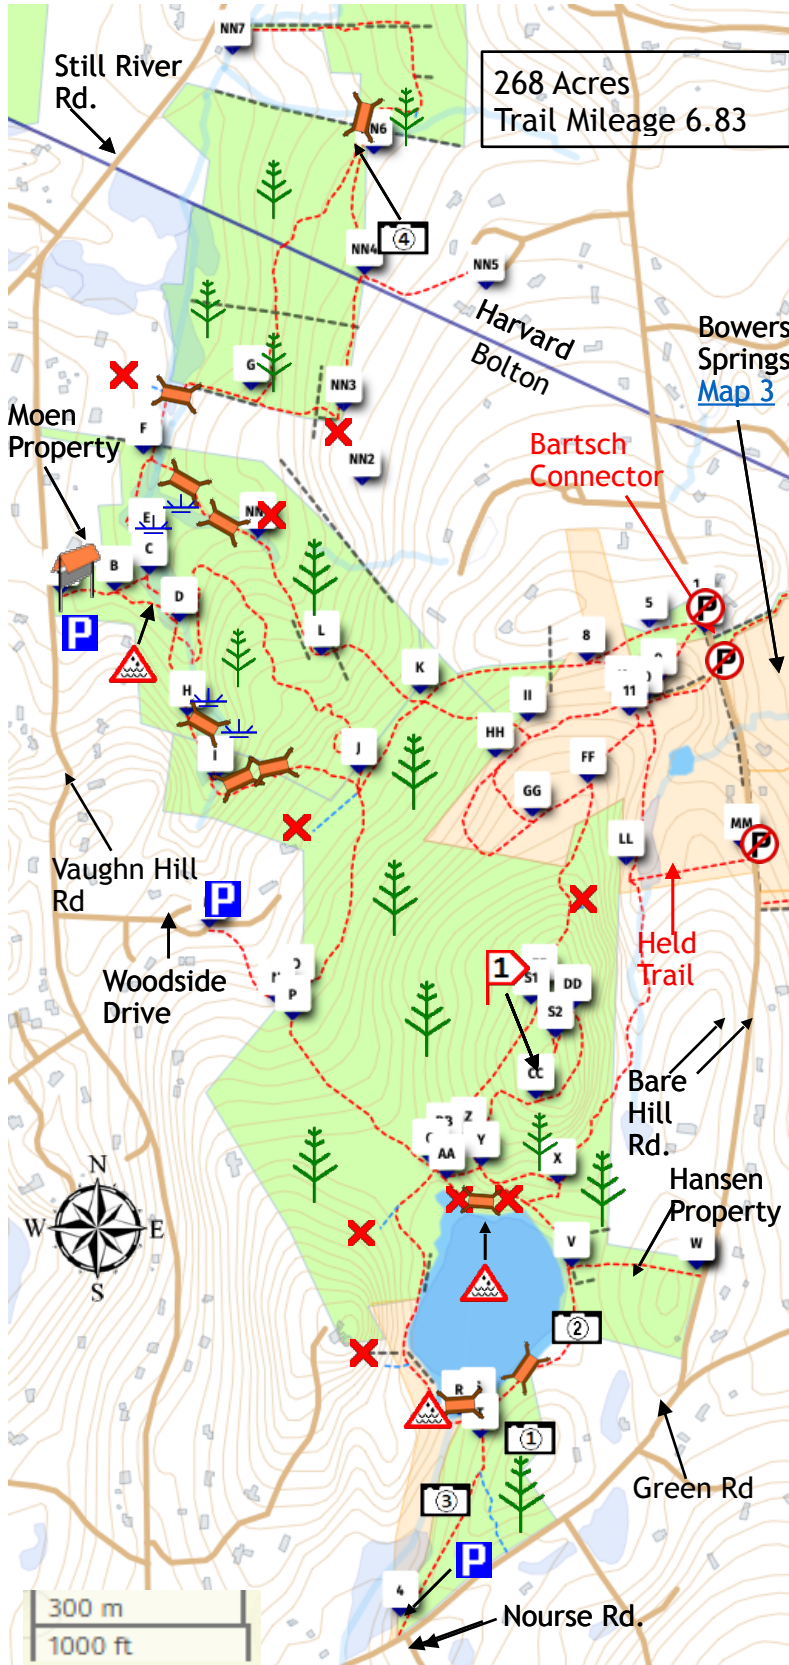 NN7
Still River
Rd.
268 Acres
Trail Mileage 6.83
N6
4
NN4
NN5
Harvard
Bolton
Bowers
Springs
Map 3
G
NN3
Moen
Property
F
NN2
Bartsch
Connector
E
NN
C
B
D
P
5
P
P
L
8
K
H
II
11
HH
I
J
FF
GG
MM
P
LL
Vaughn Hill
Rd
P
Held
Trail
Woodside
Drive
P
1
S1
DD
S2
CC
Bare
Hill
Rd.
Z
Y
AA
X
Hansen
Property
N
W
E
S
V
W
2
R
1
3
Green Rd
P
4
Nourse Rd.
300 m
1000 ft